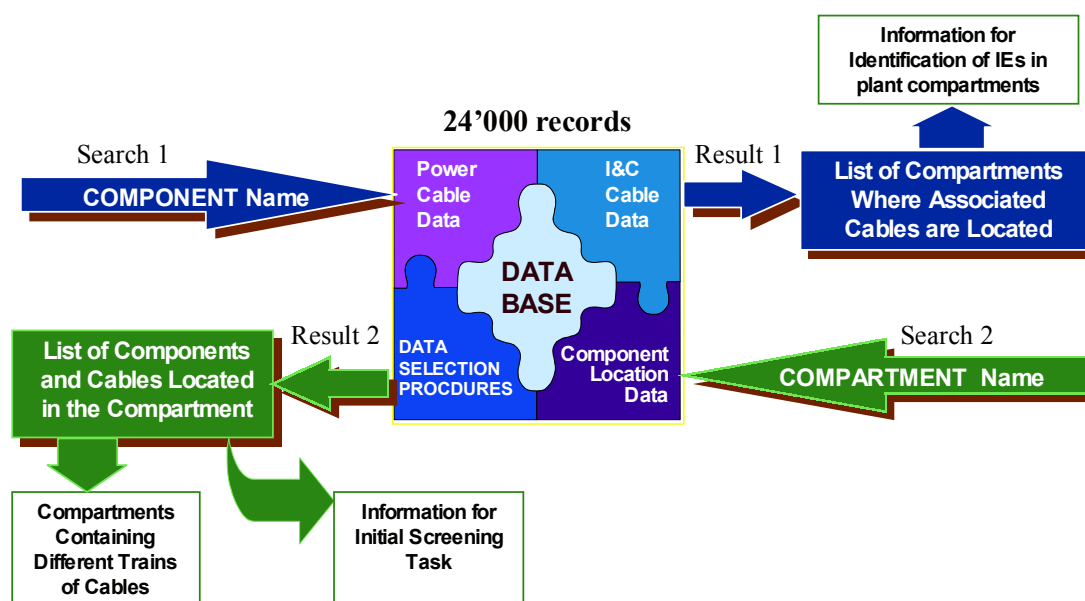 Information for
Identification of IEs in
plant compartments
24’000 records
Search 1
COMPONENT Name
Power
Cable
Data
I&C
Cable
Data
Result 1
List of Compartments
Where Associated
Cables are Located
DATA
BASE
Result 2
List of Components
and Cables Located
in the Compartment
DATA
SELECTION
PROCDURES
Component
Location
Data
Search 2
COMPARTMENT Name
Compartments
Containing
Different Trains
of Cables
Information for
Initial Screening
Task